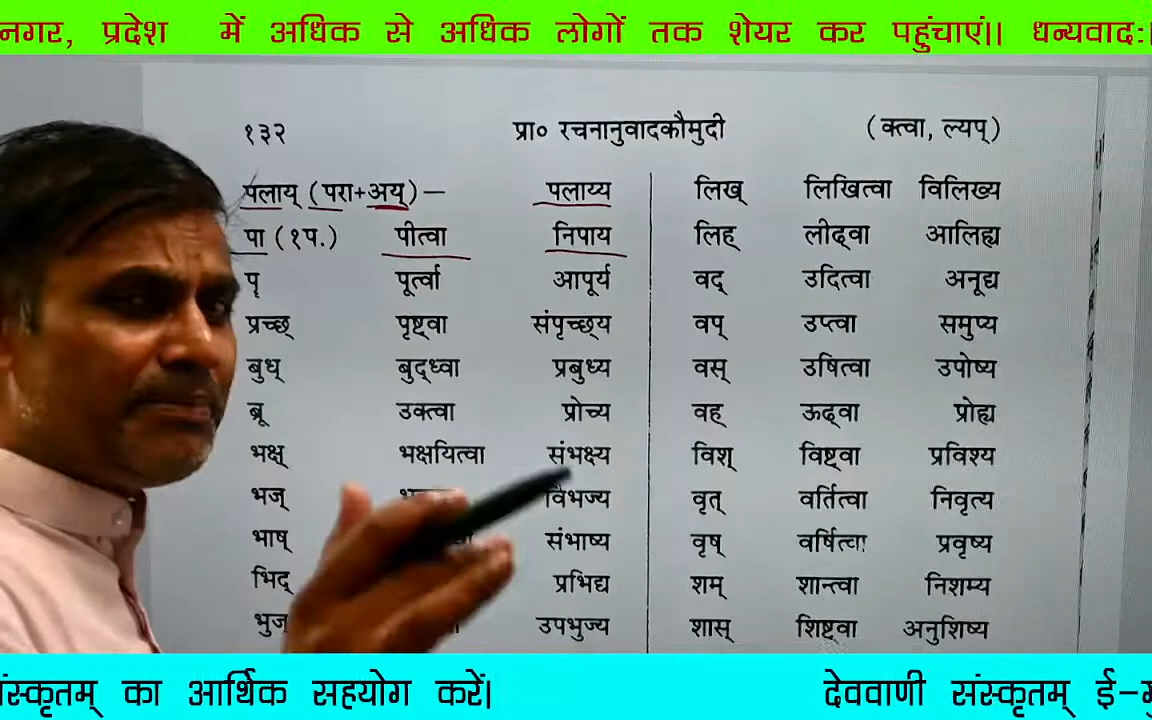 नगर, प्रदेश में अधिक से अधिक लोगों तक शेयर कर पहुंचाएं।। धन्यवादः।
१३२ प्रा० रचनानुवादकौमुदी (क्त्वा, ल्यप्)
पलाय् (परा+अय्)— पलाय्य
पा (१प.) पीत्वा निपाय
पॄ पूर्त्वा आपूर्य
प्रच्छ् पृष्ट्वा संपृच्छ्य
बुध् बुद्ध्वा प्रबुध्य
ब्रू उक्त्वा प्रोच्य
भक्ष् भक्षयित्वा संभक्ष्य
भज् विभज्य
भाष् संभाष्य
भिद् प्रभिद्य
भुज् उपभुज्य
लिख् लिखित्वा विलिख्य
लिह् लीढ्वा आलिह्य
वद् उदित्वा अनूद्य
वप् उप्त्वा समुप्य
वस् उषित्वा उपोष्य
वह् ऊढ्वा प्रोह्य
विश् विष्ट्वा प्रविश्य
वृत् वर्तित्वा निवृत्य
वृष् वर्षित्वा प्रवृष्य
शम् शान्त्वा निशम्य
शास् शिष्ट्वा अनुशिष्य
संस्कृतम् का आर्थिक सहयोग करें। देववाणी संस्कृतम् ई-